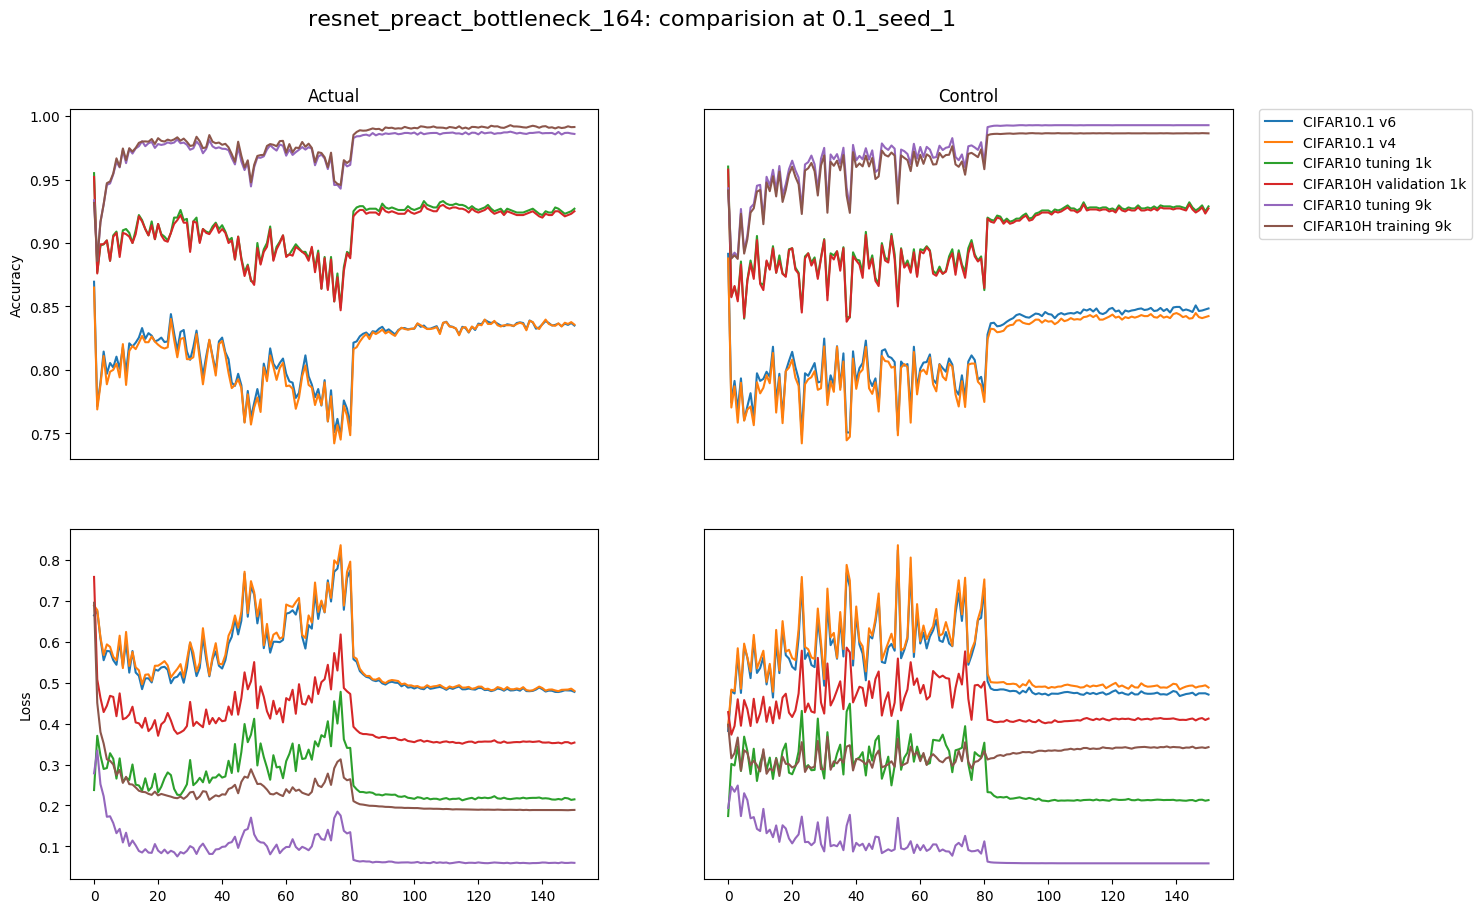 resnet_preact_bottleneck_164: comparision at 0.1_seed_1
Actual
Control
Accuracy
1.00
0.95
0.90
0.85
0.80
0.75
CIFAR10.1 v6
CIFAR10.1 v4
CIFAR10 tuning 1k
CIFAR10H validation 1k
CIFAR10 tuning 9k
CIFAR10H training 9k
Loss
0.8
0.7
0.6
0.5
0.4
0.3
0.2
0.1
0 20 40 60 80 100 120 140
0 20 40 60 80 100 120 140